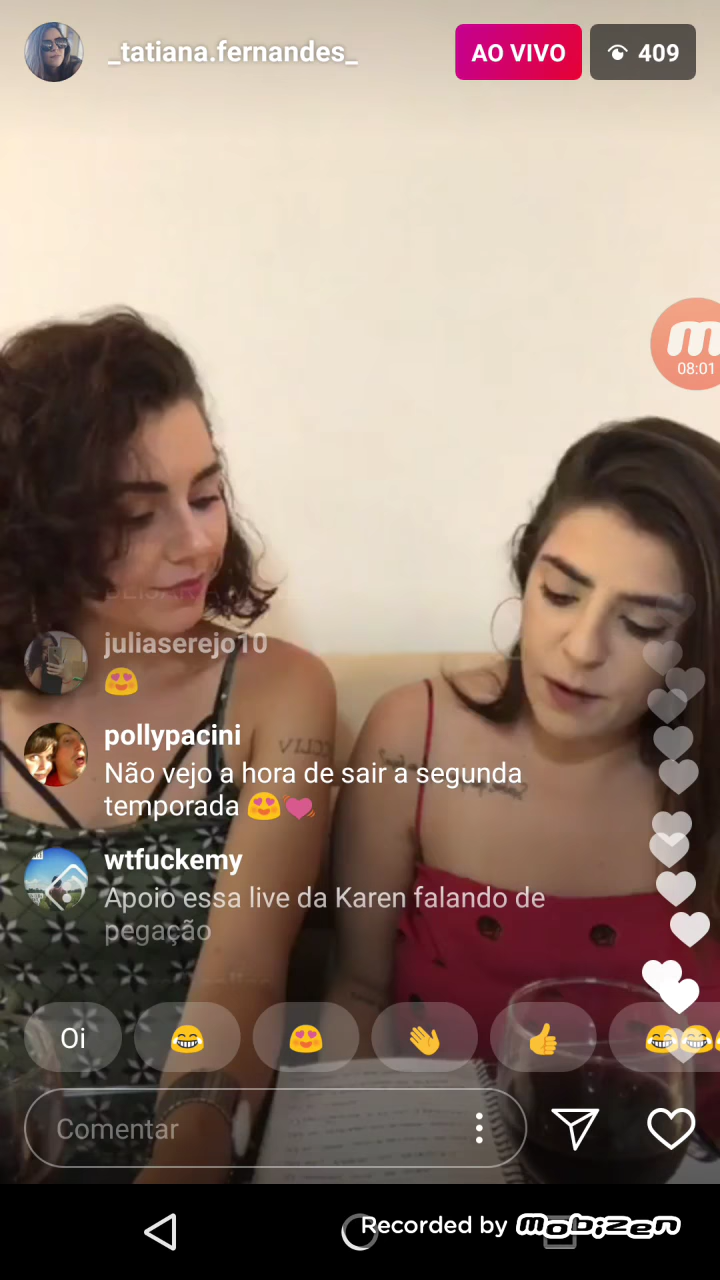 _tatiana.fernandes_
AO VIVO
409
m
08:01
juliaserejo10
😍
pollypacini
Não vejo a hora de sair a segunda
temporada 😍💓
wtfuckemy
Apoio essa live da Karen falando de
pegação
Oi
😂
😍
👋
👍
😂😂
Comentar
Recorded by mobizen